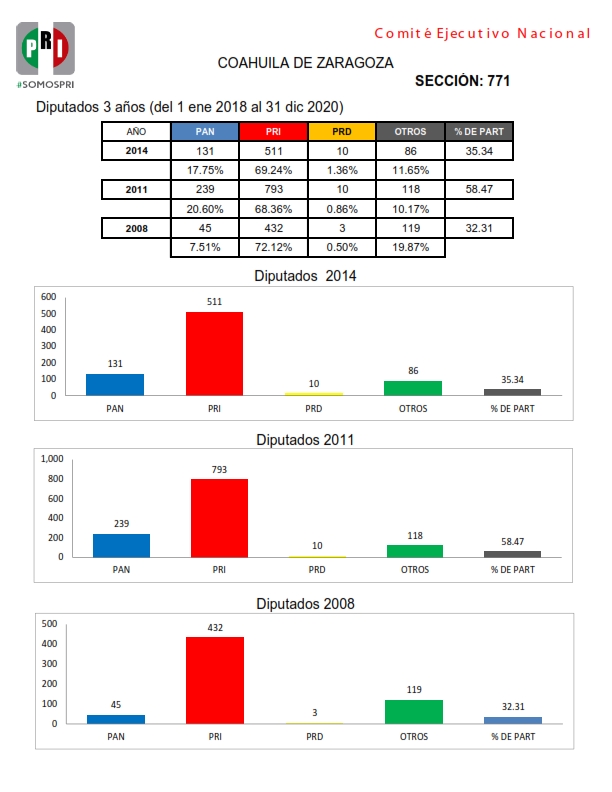 Comité Ejecutivo Nacional
PRI
#SOMOSPRI
COAHUILA DE ZARAGOZA
SECCIÓN: 771
Diputados 3 años (del 1 ene 2018 al 31 dic 2020)
AÑO PAN PRI PRD OTROS % DE PART
2014 131 511 10 86 35.34
17.75% 69.24% 1.36% 11.65%
2011 239 793 10 118 58.47
20.60% 68.36% 0.86% 10.17%
2008 45 432 3 119 32.31
7.51% 72.12% 0.50% 19.87%
Diputados 2014
600
500
400
300
200
100
0
131 511 10 86 35.34
PAN PRI PRD OTROS % DE PART
Diputados 2011
1,000
800
600
400
200
0
239 793 10 118 58.47
PAN PRI PRD OTROS % DE PART
Diputados 2008
500
400
300
200
100
0
45 432 3 119 32.31
PAN PRI PRD OTROS % DE PART